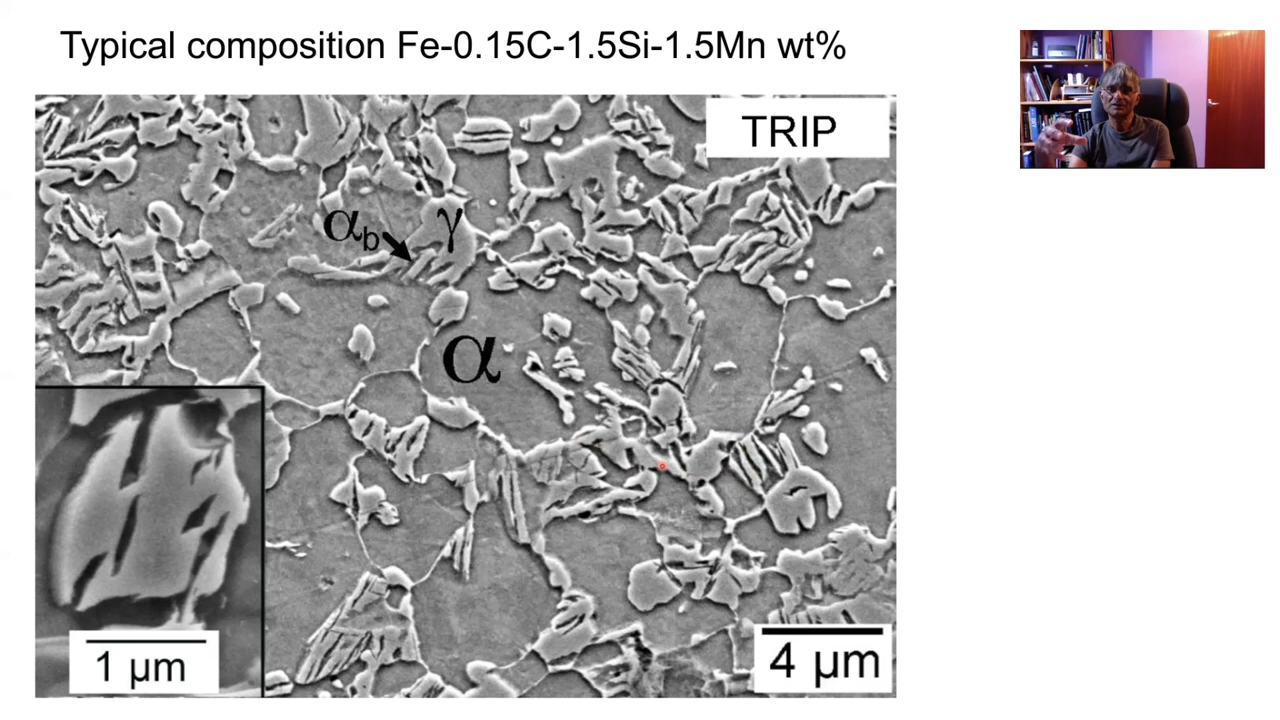 Typical composition Fe-0.15C-1.5Si-1.5Mn wt%
TRIP
αb
γ
α
1 μm
4 μm